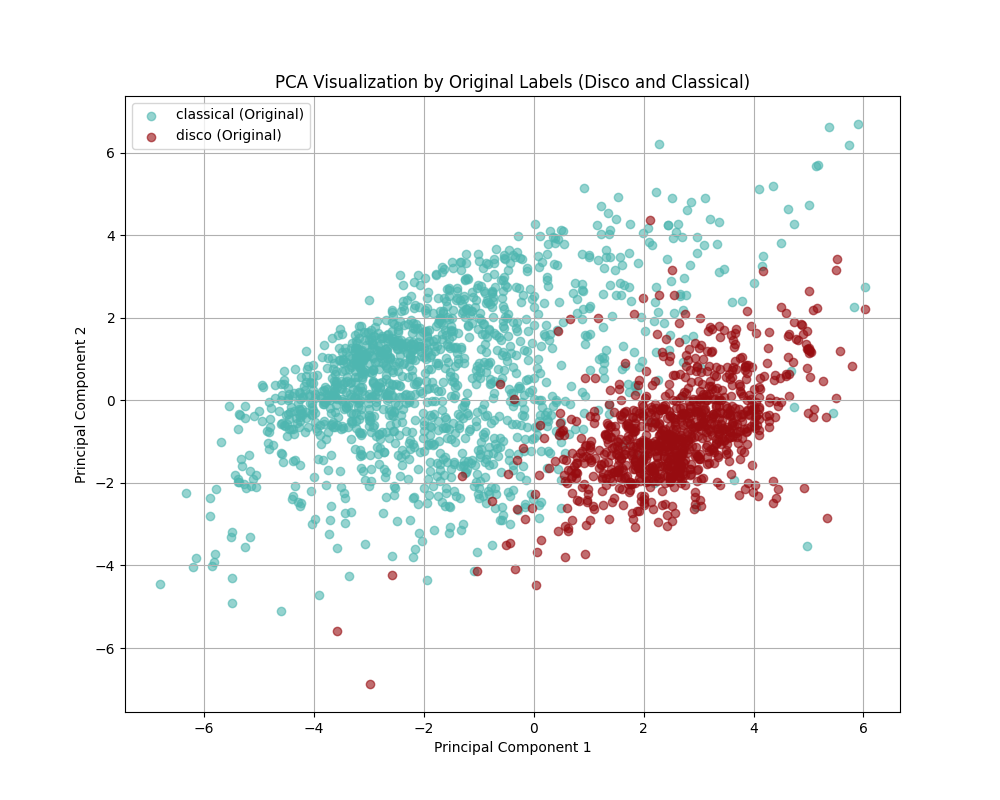 PCA Visualization by Original Labels (Disco and Classical)
classical (Original)
disco (Original)
6
4
2
0
−2
−4
−6
Principal Component 2
−6
−4
−2
0
2
4
6
Principal Component 1